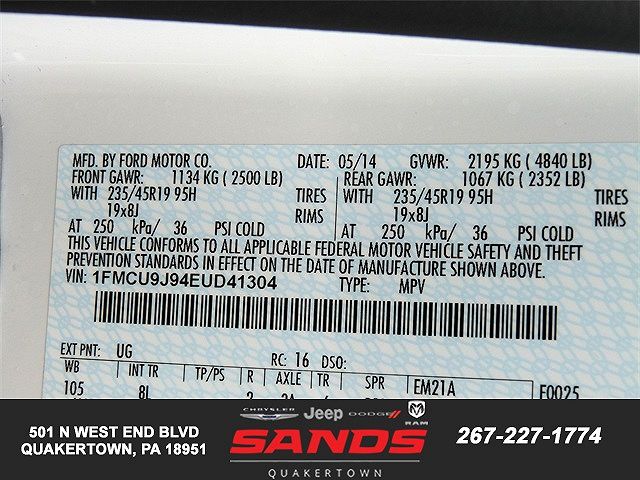 MFD. BY FORD MOTOR CO. DATE: 05/14 GVWR: 2195 KG ( 4840 LB)
FRONT GAWR: 1134 KG ( 2500 LB) REAR GAWR: 1067 KG ( 2352 LB)
WITH 235/45R19 95H TIRES WITH 235/45R19 95H TIRES
19x8J RIMS 19x8J RIMS
AT 250 kPa/ 36 PSI COLD AT 250 kPa/ 36 PSI COLD
THIS VEHICLE CONFORMS TO ALL APPLICABLE FEDERAL MOTOR VEHICLE SAFETY AND THEFT
PREVENTION STANDARDS IN EFFECT ON THE DATE OF MANUFACTURE SHOWN ABOVE.
VIN: 1FMCU9J94EUD41304 TYPE: MPV
EXT PNT: UG RC: 16 DSO:
WB INT TR TP/PS R AXLE TR SPR EM21A
105 8L F0025
CHRYSLER Jeep DODGE RAM
SANDS
QUAKERTOWN
501 N WEST END BLVD
QUAKERTOWN, PA 18951
267-227-1774